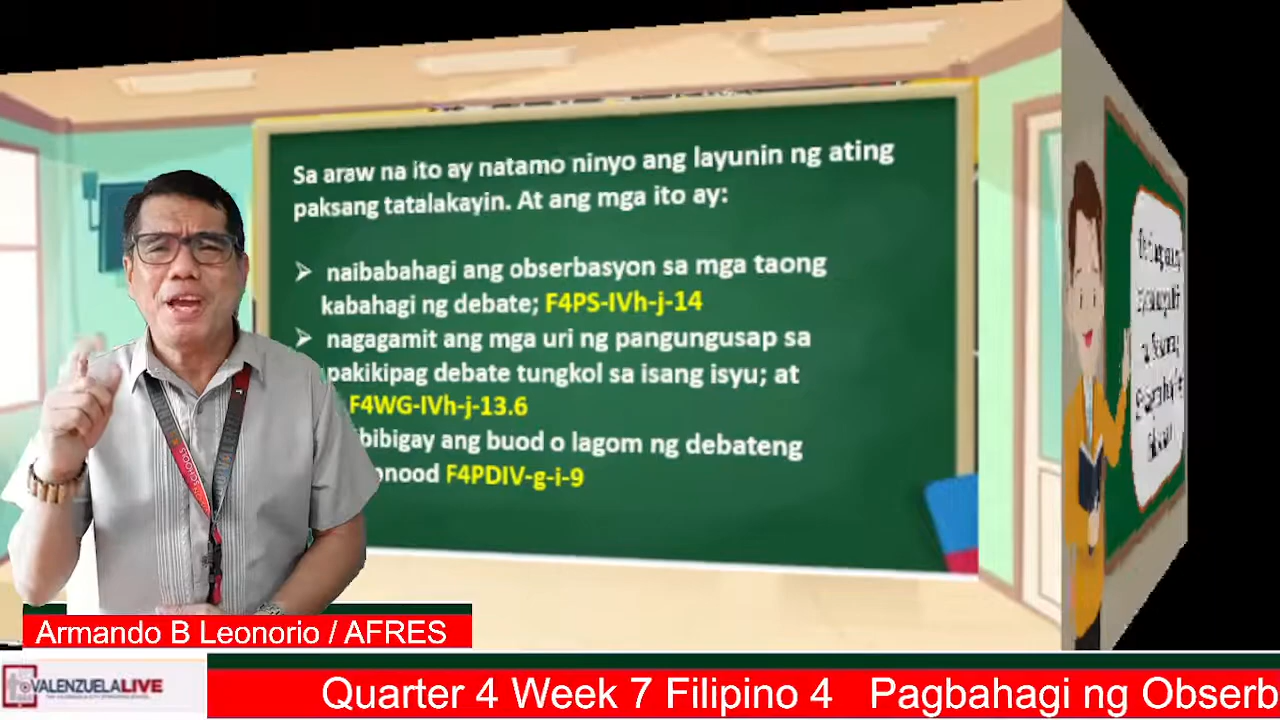 Sa araw na ito ay natamo ninyo ang layunin ng ating
paksang tatalakayin. At ang mga ito ay:
➢ naibabahagi ang obserbasyon sa mga taong
kabahagi ng debate; F4PS-IVh-j-14
➢ nagagamit ang mga uri ng pangungusap sa
pakikipag debate tungkol sa isang isyu; at
F4WG-IVh-j-13.6
ang buod o lagom ng debateng
F4PDIV-g-i-9
Armando B Leonorio / AFRES
VALENZUELALIVE
Quarter 4 Week 7 Filipino 4 Pagbahagi ng Obserb